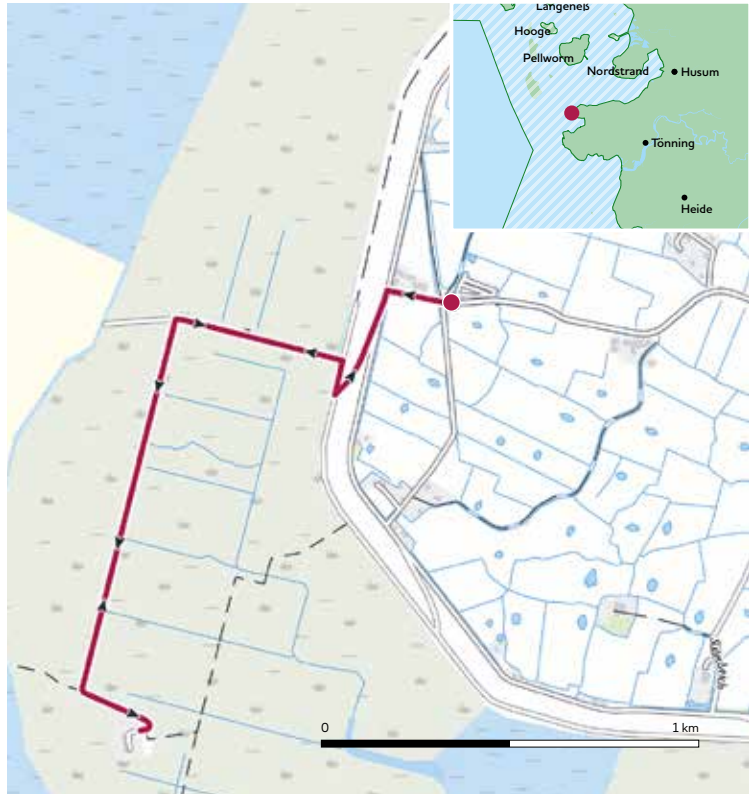 Langeneß
Hooge
Pellworm
Nordstrand
Husum
Tönning
Heide
0
1 km